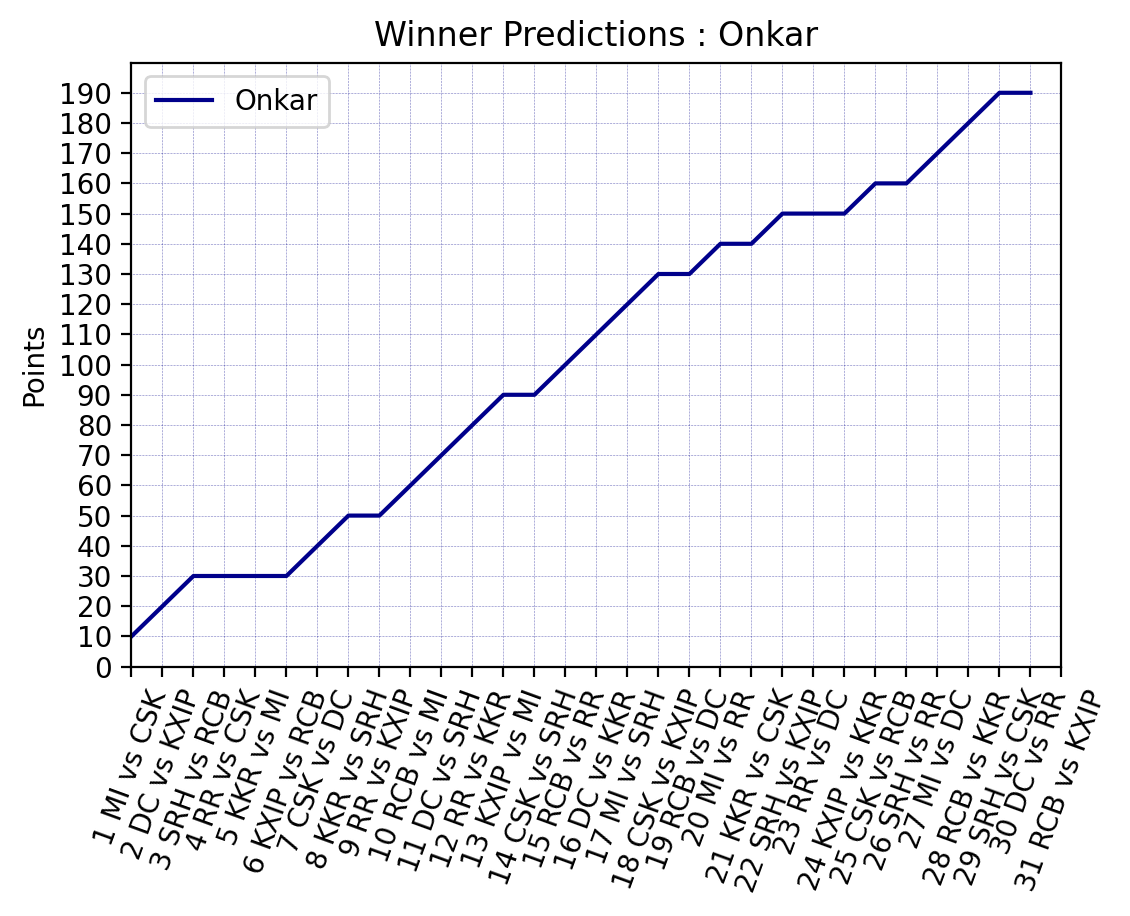 Winner Predictions : Onkar
Onkar
Points
190
180
170
160
150
140
130
120
110
100
90
80
70
60
50
40
30
20
10
0
1 MI vs CSK
2 DC vs KXIP
3 SRH vs RCB
4 RR vs CSK
5 KKR vs MI
6 KXIP vs RCB
7 CSK vs DC
8 KKR vs SRH
9 RR vs KXIP
10 RCB vs MI
11 DC vs SRH
12 RR vs KKR
13 KXIP vs MI
14 CSK vs SRH
15 RCB vs RR
16 DC vs KKR
17 MI vs SRH
18 CSK vs KXIP
19 RCB vs DC
20 MI vs RR
21 KKR vs CSK
22 SRH vs KXIP
23 RR vs DC
24 KXIP vs KKR
25 CSK vs RCB
26 SRH vs RR
27 MI vs DC
28 RCB vs KKR
29 SRH vs CSK
30 DC vs RR
31 RCB vs KXIP